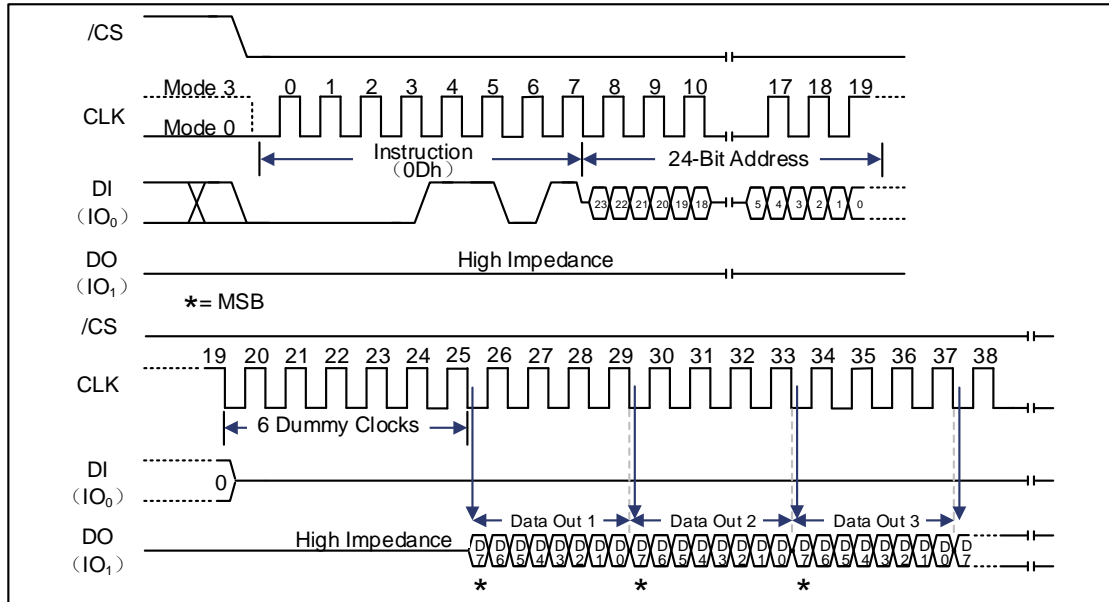 /CS
Mode 3 0 1 2 3 4 5 6 7 8 9 10 17 18 19
CLK
Mode 0
Instruction 24-Bit Address
（0Dh）
DI
（IO₀）
23 22 21 20 19 18 5 4 3 2 1 0
DO High Impedance
（IO₁）
*= MSB
/CS
19 20 21 22 23 24 25 26 27 28 29 30 31 32 33 34 35 36 37 38
CLK
6 Dummy Clocks
DI
（IO₀）
0
Data Out 1 Data Out 2 Data Out 3
DO High Impedance
（IO₁）
D7 D6 D5 D4 D3 D2 D1 D0 D7 D6 D5 D4 D3 D2 D1 D0 D7 D6 D5 D4 D3 D2 D1 D0 D7
* * *